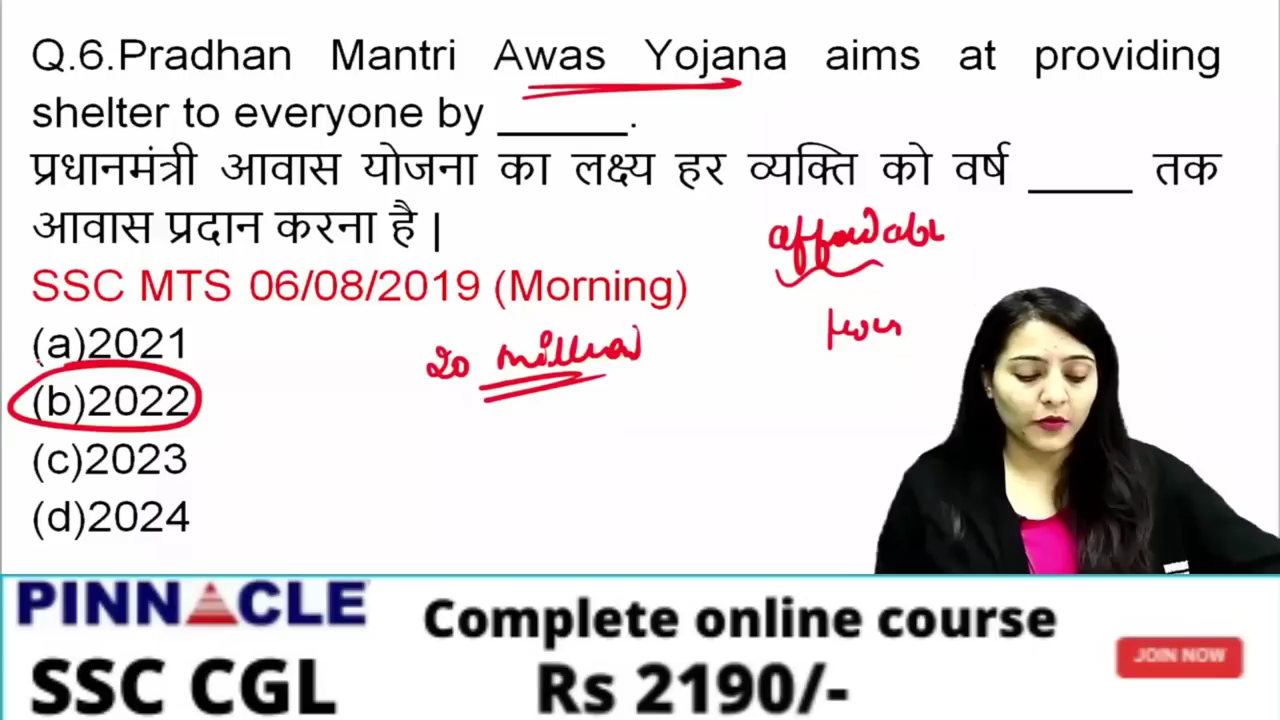 Q.6.Pradhan Mantri Awas Yojana aims at providing
shelter to everyone by _____.
प्रधानमंत्री आवास योजना का लक्ष्य हर व्यक्ति को वर्ष ____ तक
आवास प्रदान करना है |
SSC MTS 06/08/2019 (Morning)
(a)2021
(b)2022
(c)2023
(d)2024
20 million
PINNACLE
SSC CGL
Complete online course
Rs 2190/-
JOIN NOW